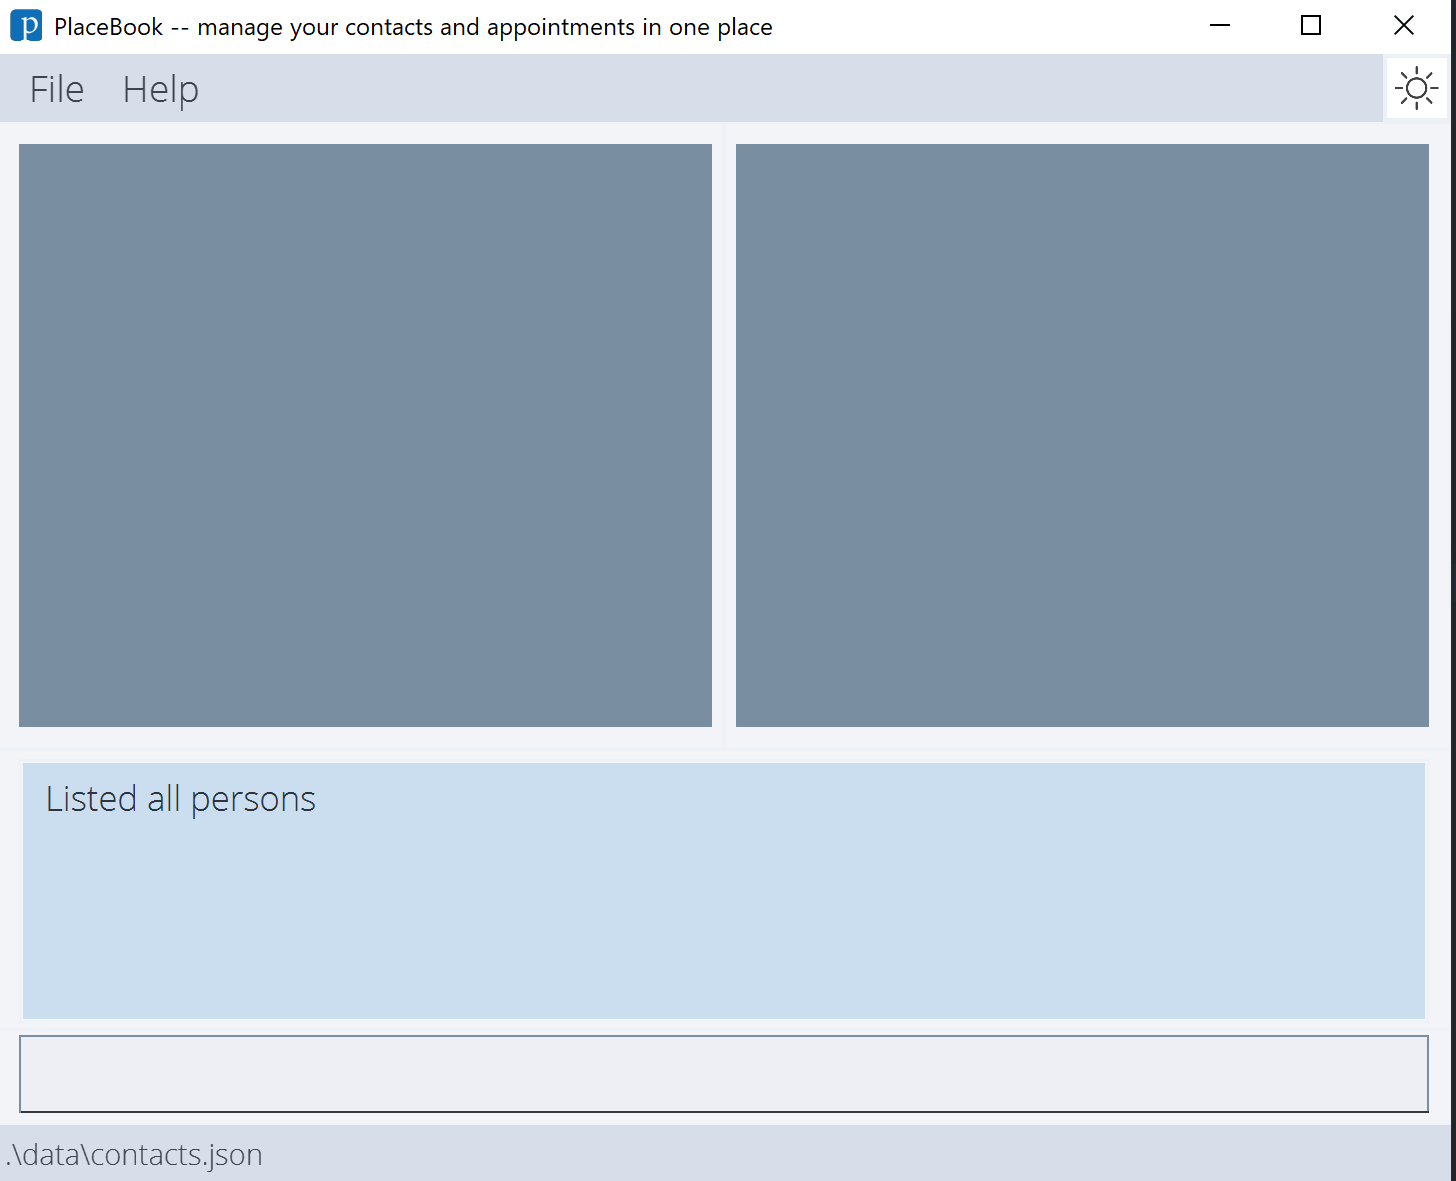 p PlaceBook -- manage your contacts and appointments in one place
File Help
Listed all persons
.\data\contacts.json